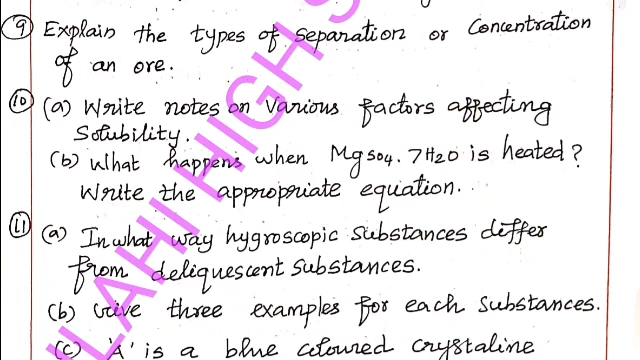 9 Explain the types of separation or concentration
of an ore.
10 (a) Write notes on various factors affecting
solubility.
(b) What happens when MgSO4. 7H2O is heated?
Write the appropriate equation.
11 (a) In what way hygroscopic substances differ
from deliquescent substances.
(b) Give three examples for each substances.
(c) 'A' is a blue coloured crystaline
ILAHI HIGH S